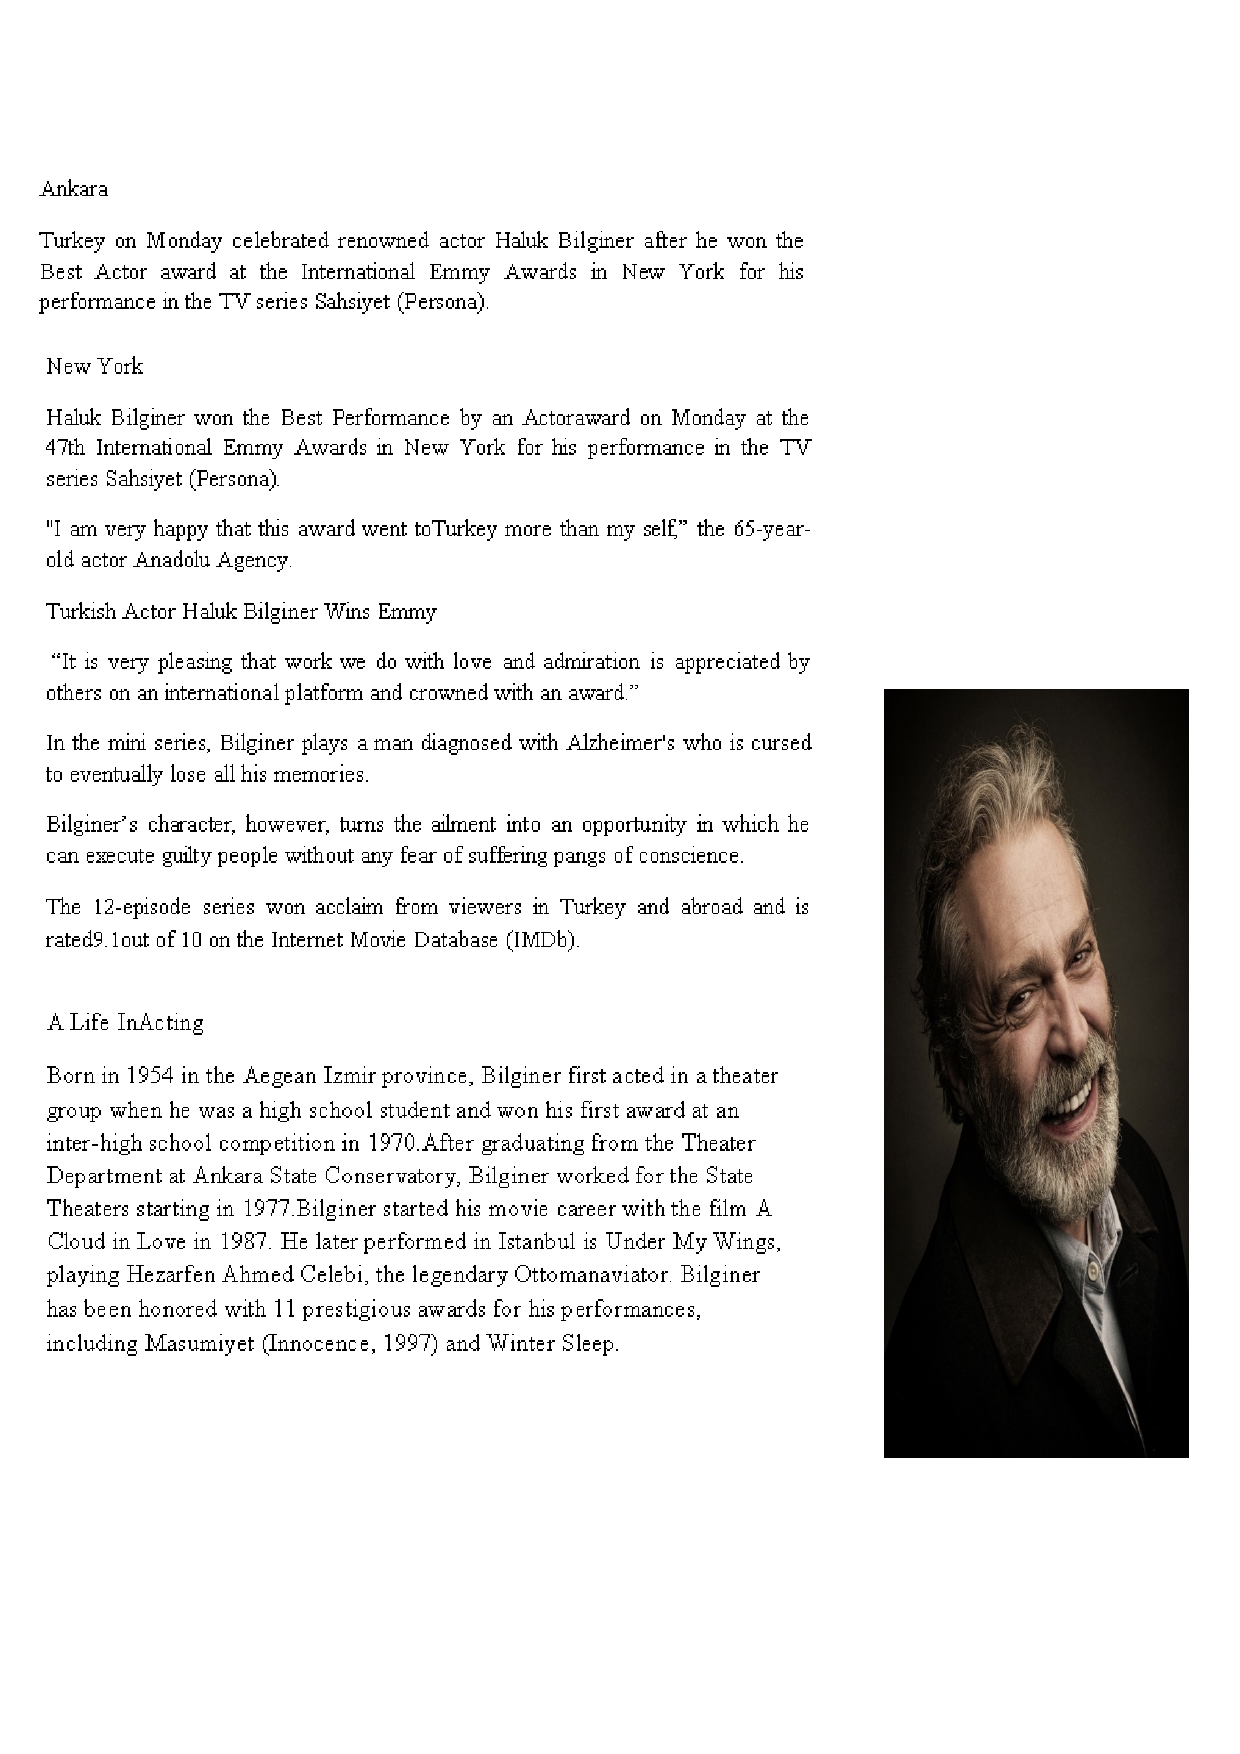 Ankara
Turkey on Monday celebrated renowned actor Haluk Bilginer after he won the
Best Actor award at the International Emmy Awards in New York for his
performance in the TV series Sahsiyet (Persona).
New York
Haluk Bilginer won the Best Performance by an Actoraward on Monday at the
47th International Emmy Awards in New York for his performance in the TV
series Sahsiyet (Persona).
"I am very happy that this award went toTurkey more than my self,” the 65-year-
old actor Anadolu Agency.
Turkish Actor Haluk Bilginer Wins Emmy
“It is very pleasing that work we do with love and admiration is appreciated by
others on an international platform and crowned with an award.”
In the mini series, Bilginer plays a man diagnosed with Alzheimer's who is cursed
to eventually lose all his memories.
Bilginer’s character, however, turns the ailment into an opportunity in which he
can execute guilty people without any fear of suffering pangs of conscience.
The 12-episode series won acclaim from viewers in Turkey and abroad and is
rated9.1out of 10 on the Internet Movie Database (IMDb).
A Life InActing
Born in 1954 in the Aegean Izmir province, Bilginer first acted in a theater
group when he was a high school student and won his first award at an
inter-high school competition in 1970.After graduating from the Theater
Department at Ankara State Conservatory, Bilginer worked for the State
Theaters starting in 1977.Bilginer started his movie career with the film A
Cloud in Love in 1987. He later performed in Istanbul is Under My Wings,
playing Hezarfen Ahmed Celebi, the legendary Ottomanaviator. Bilginer
has been honored with 11 prestigious awards for his performances,
including Masumiyet (Innocence, 1997) and Winter Sleep.